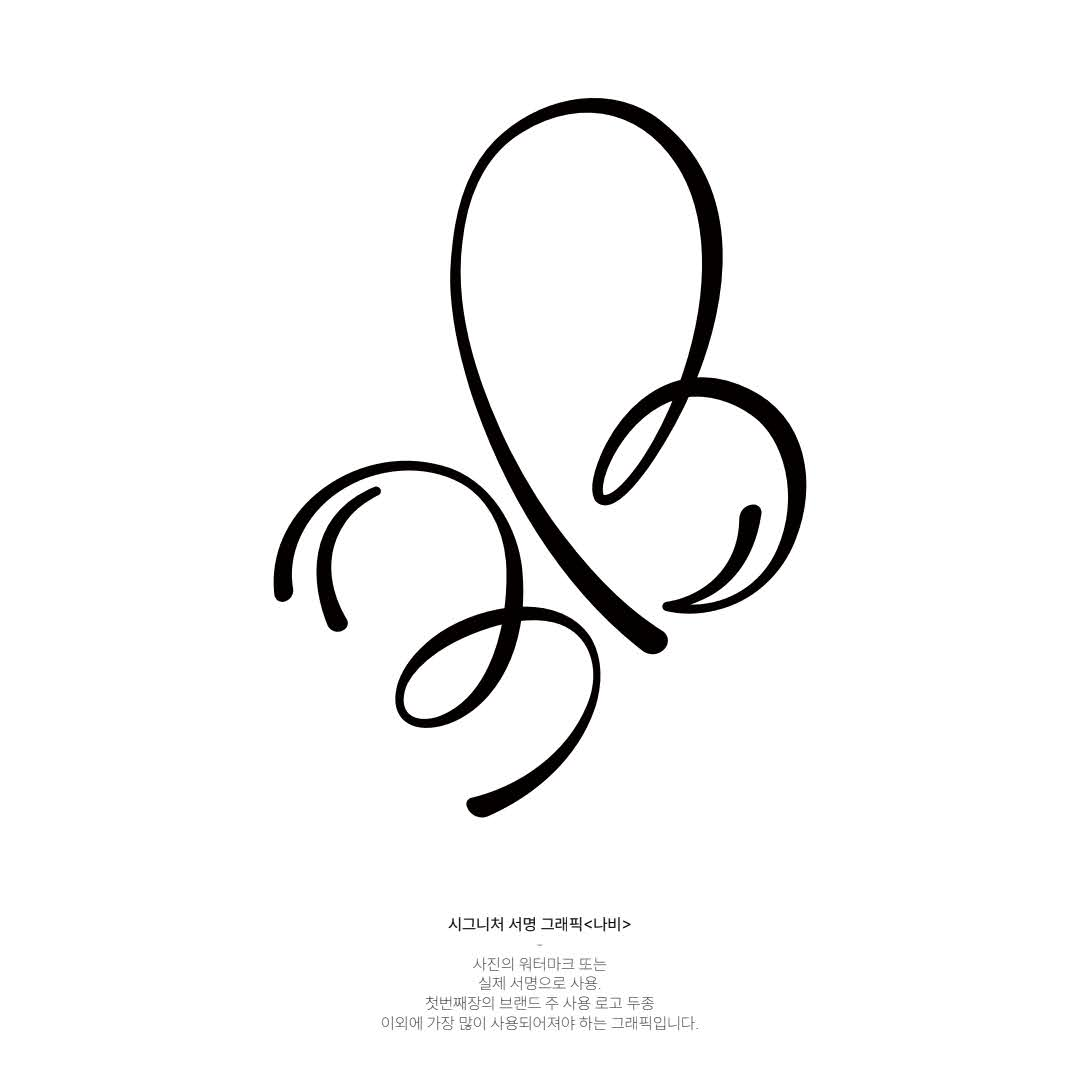 시그니처 서명 그래픽<나비>
-
사진의 워터마크 또는
실제 서명으로 사용.
첫번째장의 브랜드 주 사용 로고 두종
이외에 가장 많이 사용되어져야 하는 그래픽입니다.